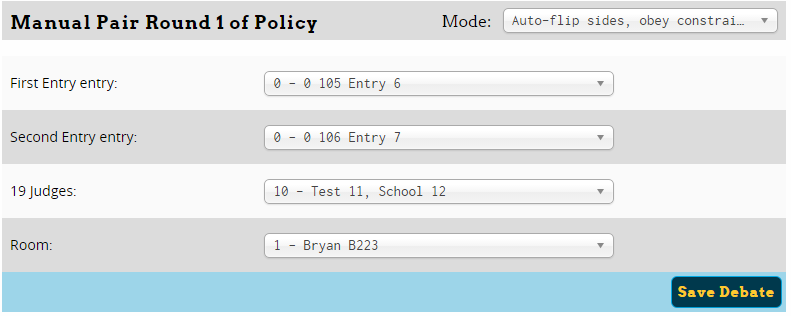 Manual Pair Round 1 of Policy Mode: Auto-flip sides, obey constrai…
First Entry entry: 0 - 0 105 Entry 6
Second Entry entry: 0 - 0 106 Entry 7
19 Judges: 10 - Test 11, School 12
Room: 1 - Bryan B223
Save Debate